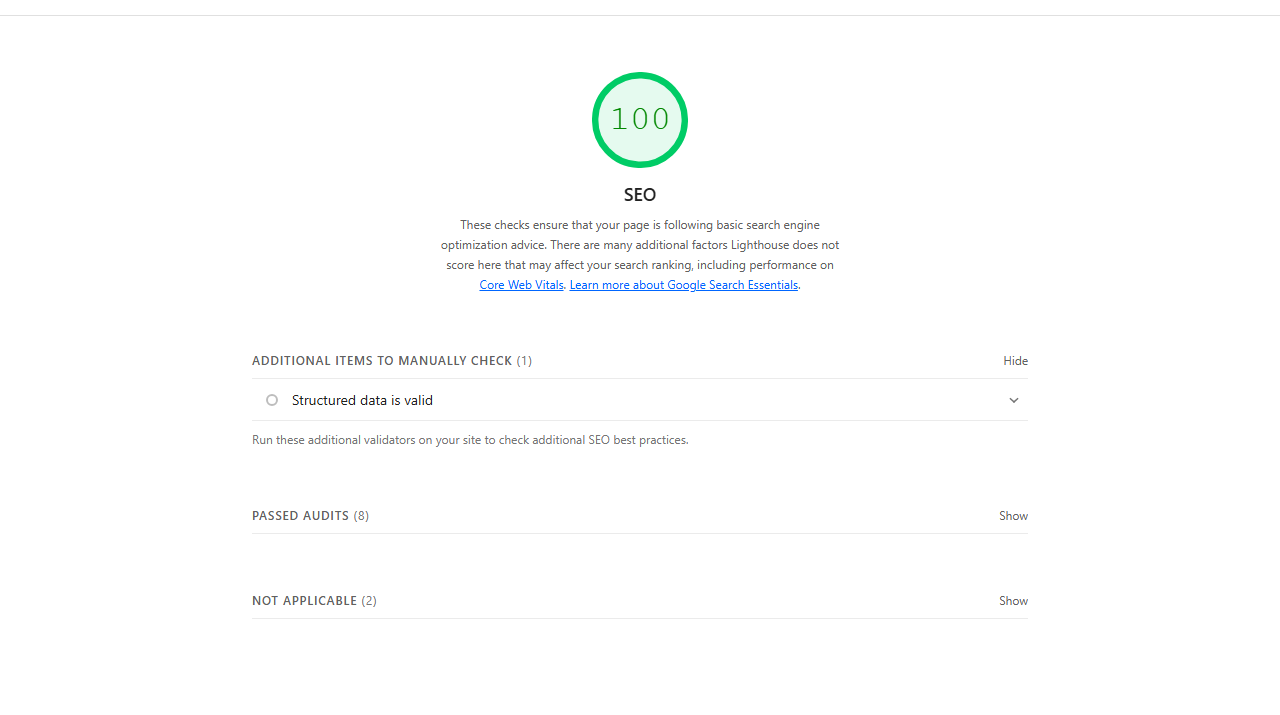 100
SEO
These checks ensure that your page is following basic search engine
optimization advice. There are many additional factors Lighthouse does not
score here that may affect your search ranking, including performance on
Core Web Vitals. Learn more about Google Search Essentials.
ADDITIONAL ITEMS TO MANUALLY CHECK (1) Hide
Structured data is valid
Run these additional validators on your site to check additional SEO best practices.
PASSED AUDITS (8) Show
NOT APPLICABLE (2) Show